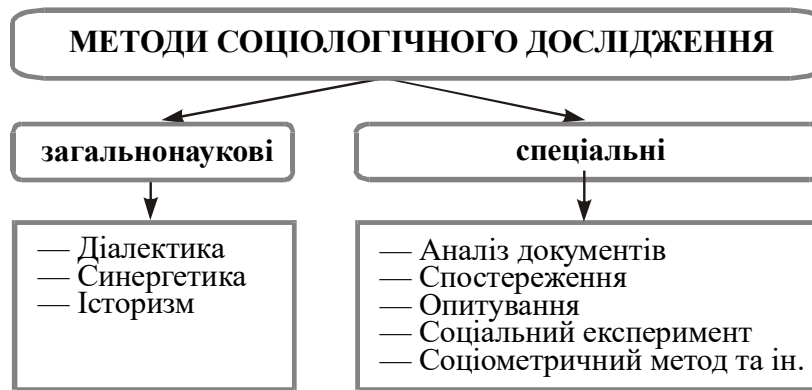 МЕТОДИ СОЦІОЛОГІЧНОГО ДОСЛІДЖЕННЯ
загальнонаукові
спеціальні
— Діалектика
— Синергетика
— Історизм
— Аналіз документів
— Спостереження
— Опитування
— Соціальний експеримент
— Соціометричний метод та ін.